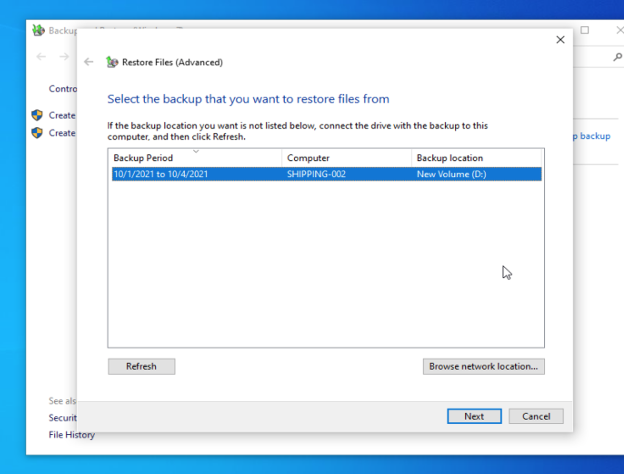 Backup
Restore Files (Advanced)
Contro
Select the backup that you want to restore files from
Create
If the backup location you want is not listed below, connect the drive with the backup to this
Create
computer, and then click Refresh.
p backup
Backup Period Computer Backup location
10/1/2021 to 10/4/2021 SHIPPING-002 New Volume (D:)
Refresh Browse network location...
See als
Next Cancel
Securit
File History